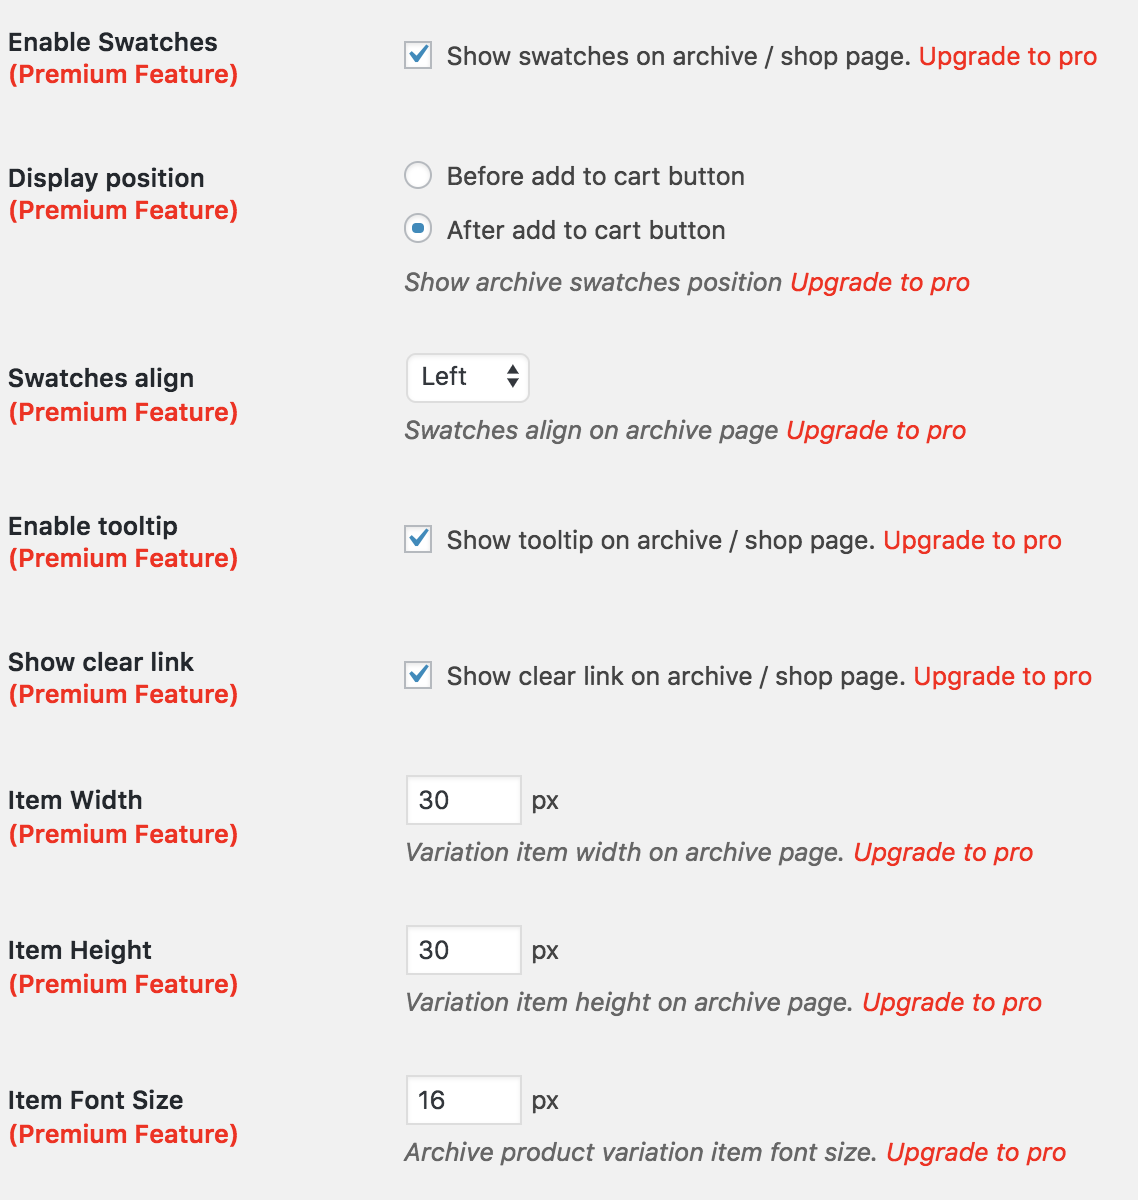 Enable Swatches
(Premium Feature)
Show swatches on archive / shop page. Upgrade to pro
Display position
(Premium Feature)
Before add to cart button
After add to cart button
Show archive swatches position Upgrade to pro
Swatches align
(Premium Feature)
Left
Swatches align on archive page Upgrade to pro
Enable tooltip
(Premium Feature)
Show tooltip on archive / shop page. Upgrade to pro
Show clear link
(Premium Feature)
Show clear link on archive / shop page. Upgrade to pro
Item Width
(Premium Feature)
30 px
Variation item width on archive page. Upgrade to pro
Item Height
(Premium Feature)
30 px
Variation item height on archive page. Upgrade to pro
Item Font Size
(Premium Feature)
16 px
Archive product variation item font size. Upgrade to pro